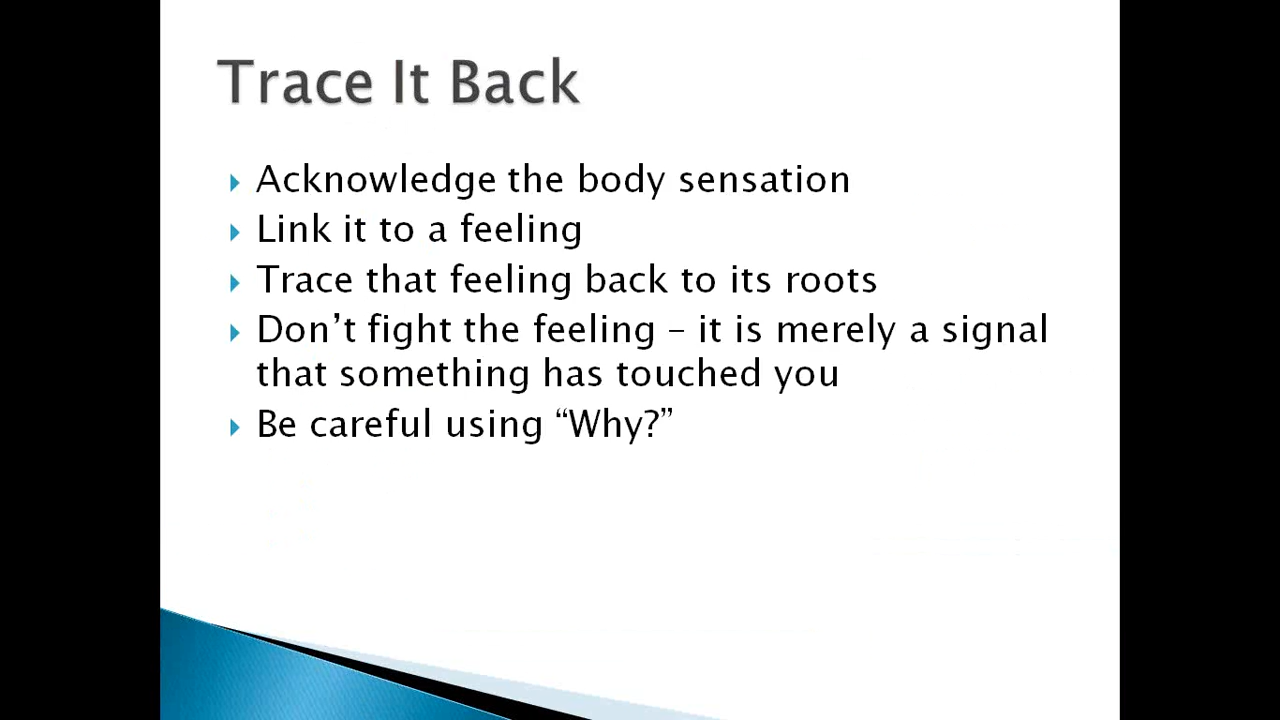 Trace It Back
Acknowledge the body sensation
Link it to a feeling
Trace that feeling back to its roots
Don’t fight the feeling – it is merely a signal
that something has touched you
Be careful using “Why?”